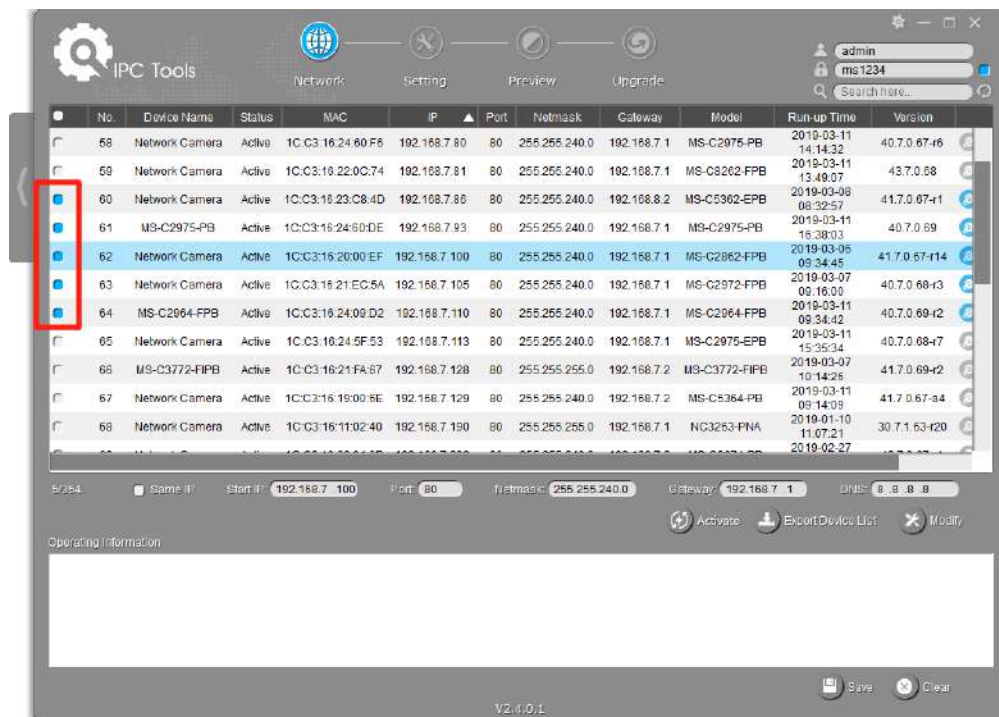 IPC Tools
Network Setting Preview Upgrade
admin
ms1234
Search here...
No. Device Name Status MAC IP Port Netmask Gateway Model Run-up Time Version
58 Network Camera Active 1C:C3:16:24:60:F6 192.168.7.80 80 255.255.240.0 192.168.7.1 MS-C2975-PB 2019-03-11 14:14:32 40.7.0.67-r6
59 Network Camera Active 1C:C3:16:22:0C:74 192.168.7.81 80 255.255.240.0 192.168.7.1 MS-C8262-FPB 2019-03-11 13:49:07 43.7.0.68
60 Network Camera Active 1C:C3:16:23:C8:4D 192.168.7.86 80 255.255.240.0 192.168.8.2 MS-C5362-EPB 2019-03-08 08:32:57 41.7.0.67-r1
61 MS-C2975-PB Active 1C:C3:16:24:60:DE 192.168.7.93 80 255.255.240.0 192.168.7.1 MS-C2975-PB 2019-03-11 16:38:03 40.7.0.69
62 Network Camera Active 1C:C3:16:20:00:EF 192.168.7.100 80 255.255.240.0 192.168.7.1 MS-C2862-FPB 2019-03-06 09:34:45 41.7.0.67-r14
63 Network Camera Active 1C:C3:16:21:EC:5A 192.168.7.105 80 255.255.240.0 192.168.7.1 MS-C2972-FPB 2019-03-07 09:16:00 40.7.0.68-r3
64 MS-C2964-FPB Active 1C:C3:16:24:09:D2 192.168.7.110 80 255.255.240.0 192.168.7.1 MS-C2964-FPB 2019-03-11 09:34:42 40.7.0.69-r2
65 Network Camera Active 1C:C3:16:24:5F:53 192.168.7.113 80 255.255.240.0 192.168.7.1 MS-C2975-EPB 2019-03-11 15:35:34 40.7.0.68-r7
66 MS-C3772-FIPB Active 1C:C3:16:21:FA:67 192.168.7.128 80 255.255.255.0 192.168.7.2 MS-C3772-FIPB 2019-03-07 10:14:26 41.7.0.69-r2
67 Network Camera Active 1C:C3:16:19:00:6E 192.168.7.129 80 255.255.240.0 192.168.7.2 MS-C5364-PB 2019-03-11 09:14:09 41.7.0.67-a4
68 Network Camera Active 1C:C3:16:11:02:40 192.168.7.190 80 255.255.255.0 192.168.7.1 NC3263-PNA 2019-01-10 11:07:21 30.7.1.63-r20
2019-02-27
5/254 Same IP Start IP: 192.168.7 .100 Port: 80 Netmask: 255.255.240.0 Gateway: 192.168.7 .1 DNS: 8 .8 .8 .8
Activate Export Device List Modify
Operating Information
Save Clear
V2.4.0.1